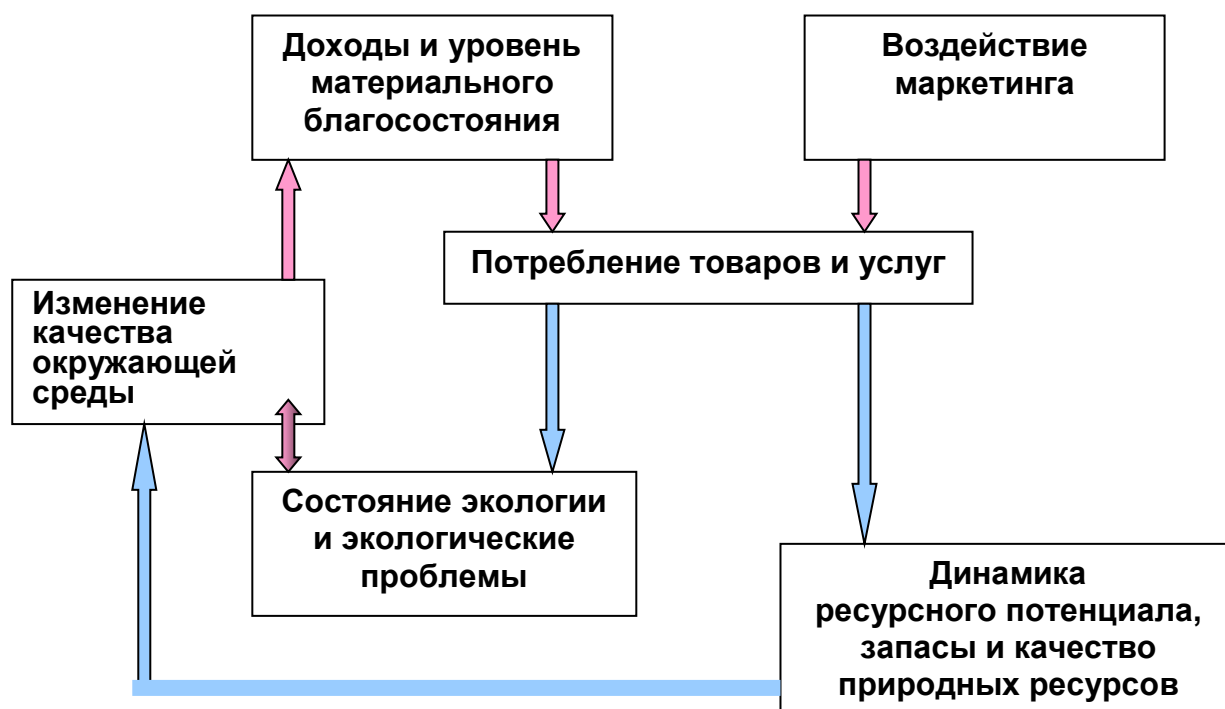 Доходы и уровень
материального
благосостояния
Воздействие
маркетинга
Потребление товаров и услуг
Изменение
качества
окружающей
среды
Состояние экологии
и экологические
проблемы
Динамика
ресурсного потенциала,
запасы и качество
природных ресурсов